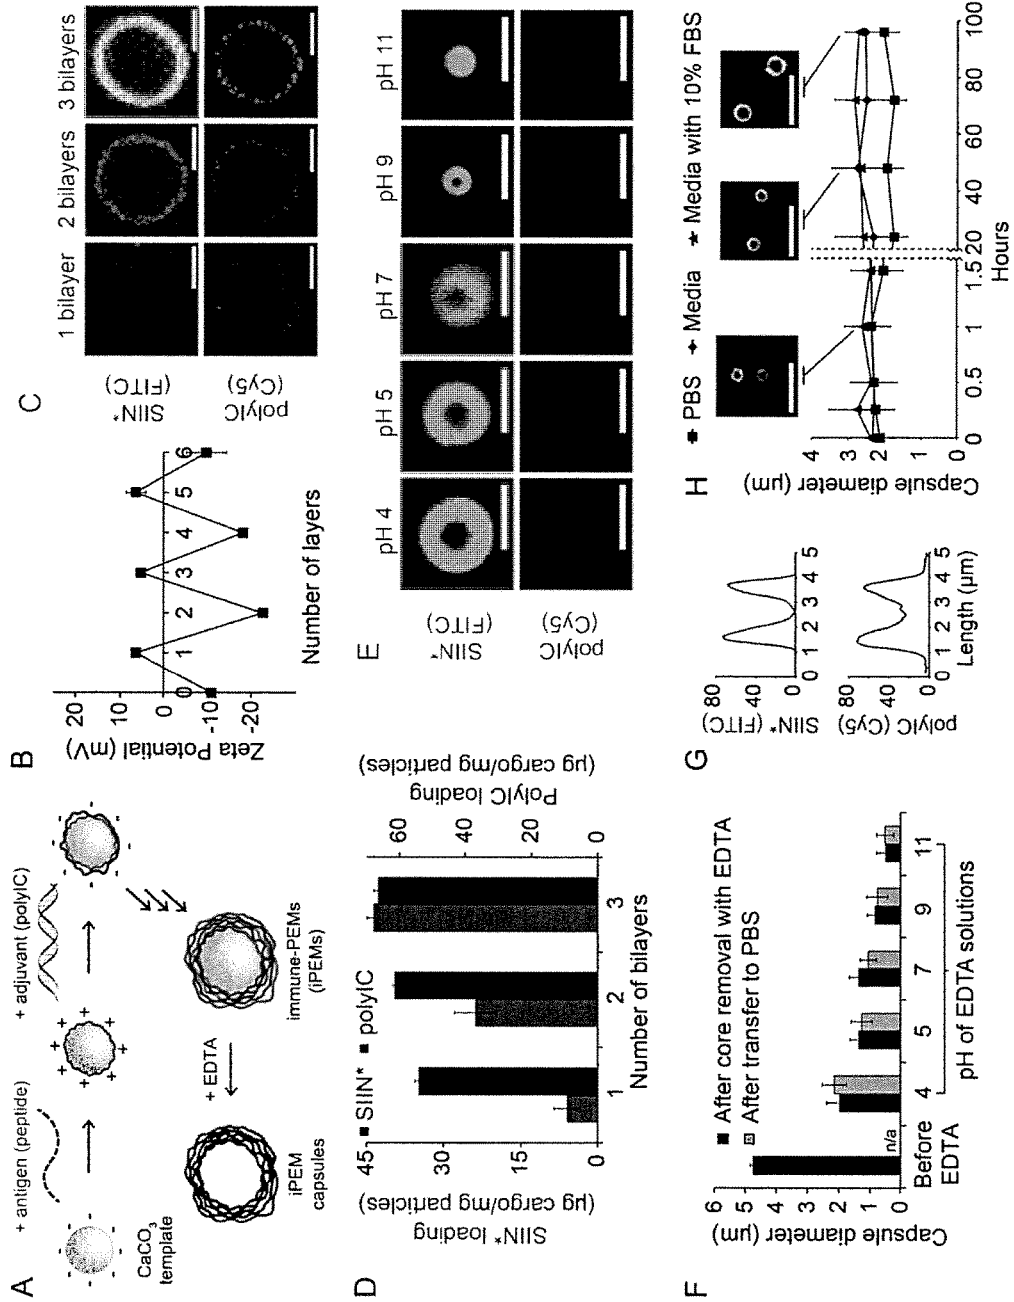 A
+ antigen (peptide)
+ adjuvant (polyIC)
CaCO3
template
+ EDTA
iPEM
capsules
immune-PEMs
(iPEMs)
B
Zeta Potential (mV)
20
10
0
-10
-20
0 1 2 3 4 5 6
Number of layers
C
1 bilayer 2 bilayers 3 bilayers
SIIN*
(FITC)
polyIC
(Cy5)
D
SIIN* polyIC
SIIN* loading
(µg cargo/mg particles)
45
15
0
PolyIC loading
(µg cargo/mg particles)
60
40
20
0
1 2 3
Number of bilayers
E
pH 4 pH 5 pH 7 pH 9 pH 11
SIIN*
(FITC)
polyIC
(Cy5)
F
After core removal with EDTA
After transfer to PBS
Capsule diameter (µm)
6
5
4
3
2
1
0
n/a
Before
EDTA
4 5 7 9 11
pH of EDTA solutions
G
SIIN* (FITC)
80
40
0
0 1 2 3 4 5
polyIC (Cy5)
80
40
0
0 1 2 3 4 5
Length (µm)
H
PBS Media Media with 10% FBS
Capsule diameter (µm)
4
3
2
1
0
0 0.5 1 1.5 20 40 60 80 100
Hours